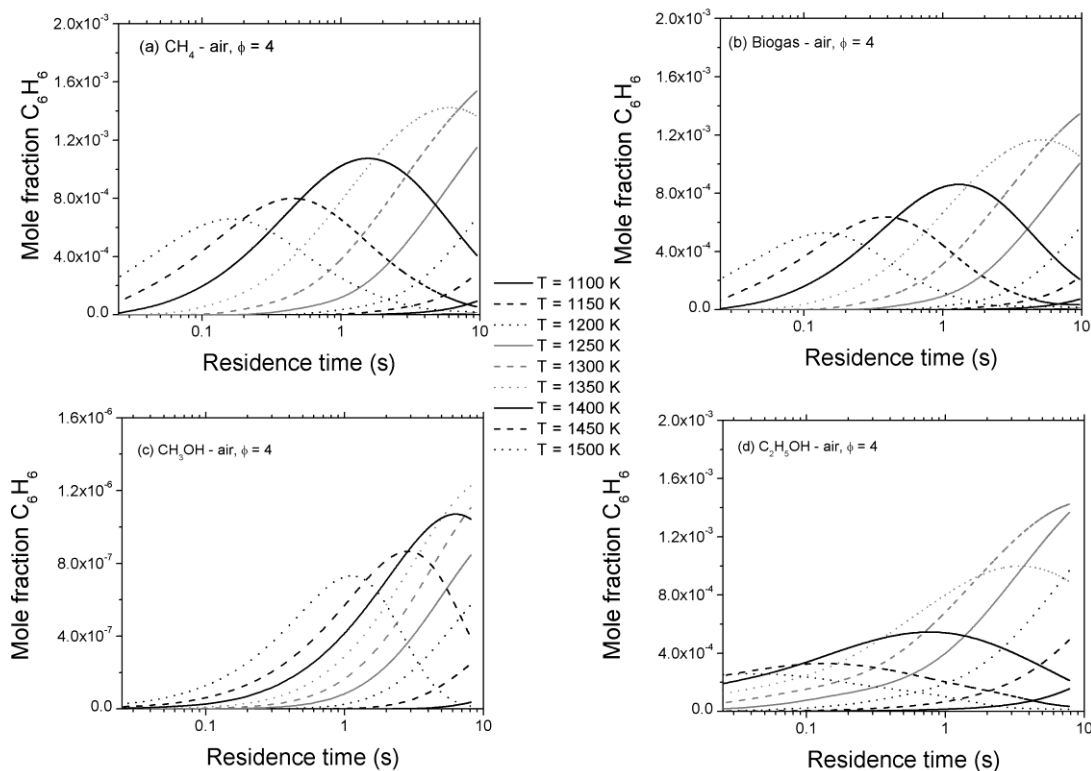 (a) CH4 - air, ϕ = 4
Mole fraction C6H6
2.0x10-3
1.6x10-3
1.2x10-3
8.0x10-4
4.0x10-4
0.0
0.1
1
10
Residence time (s)
(b) Biogas - air, ϕ = 4
Mole fraction C6H6
2.0x10-3
1.6x10-3
1.2x10-3
8.0x10-4
4.0x10-4
0.0
0.1
1
10
Residence time (s)
T = 1100 K
T = 1150 K
T = 1200 K
T = 1250 K
T = 1300 K
T = 1350 K
T = 1400 K
T = 1450 K
T = 1500 K
(c) CH3OH - air, ϕ = 4
Mole fraction C6H6
1.6x10-6
1.2x10-6
8.0x10-7
4.0x10-7
0.0
0.1
1
10
Residence time (s)
(d) C2H5OH - air, ϕ = 4
Mole fraction C6H6
2.0x10-3
1.6x10-3
1.2x10-3
8.0x10-4
4.0x10-4
0.0
0.1
1
10
Residence time (s)